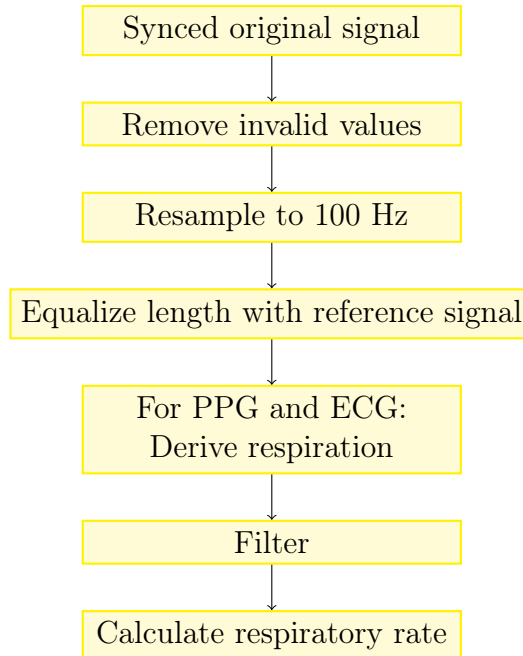 Synced original signal
Remove invalid values
Resample to 100 Hz
Equalize length with reference signal
For PPG and ECG:
Derive respiration
Filter
Calculate respiratory rate